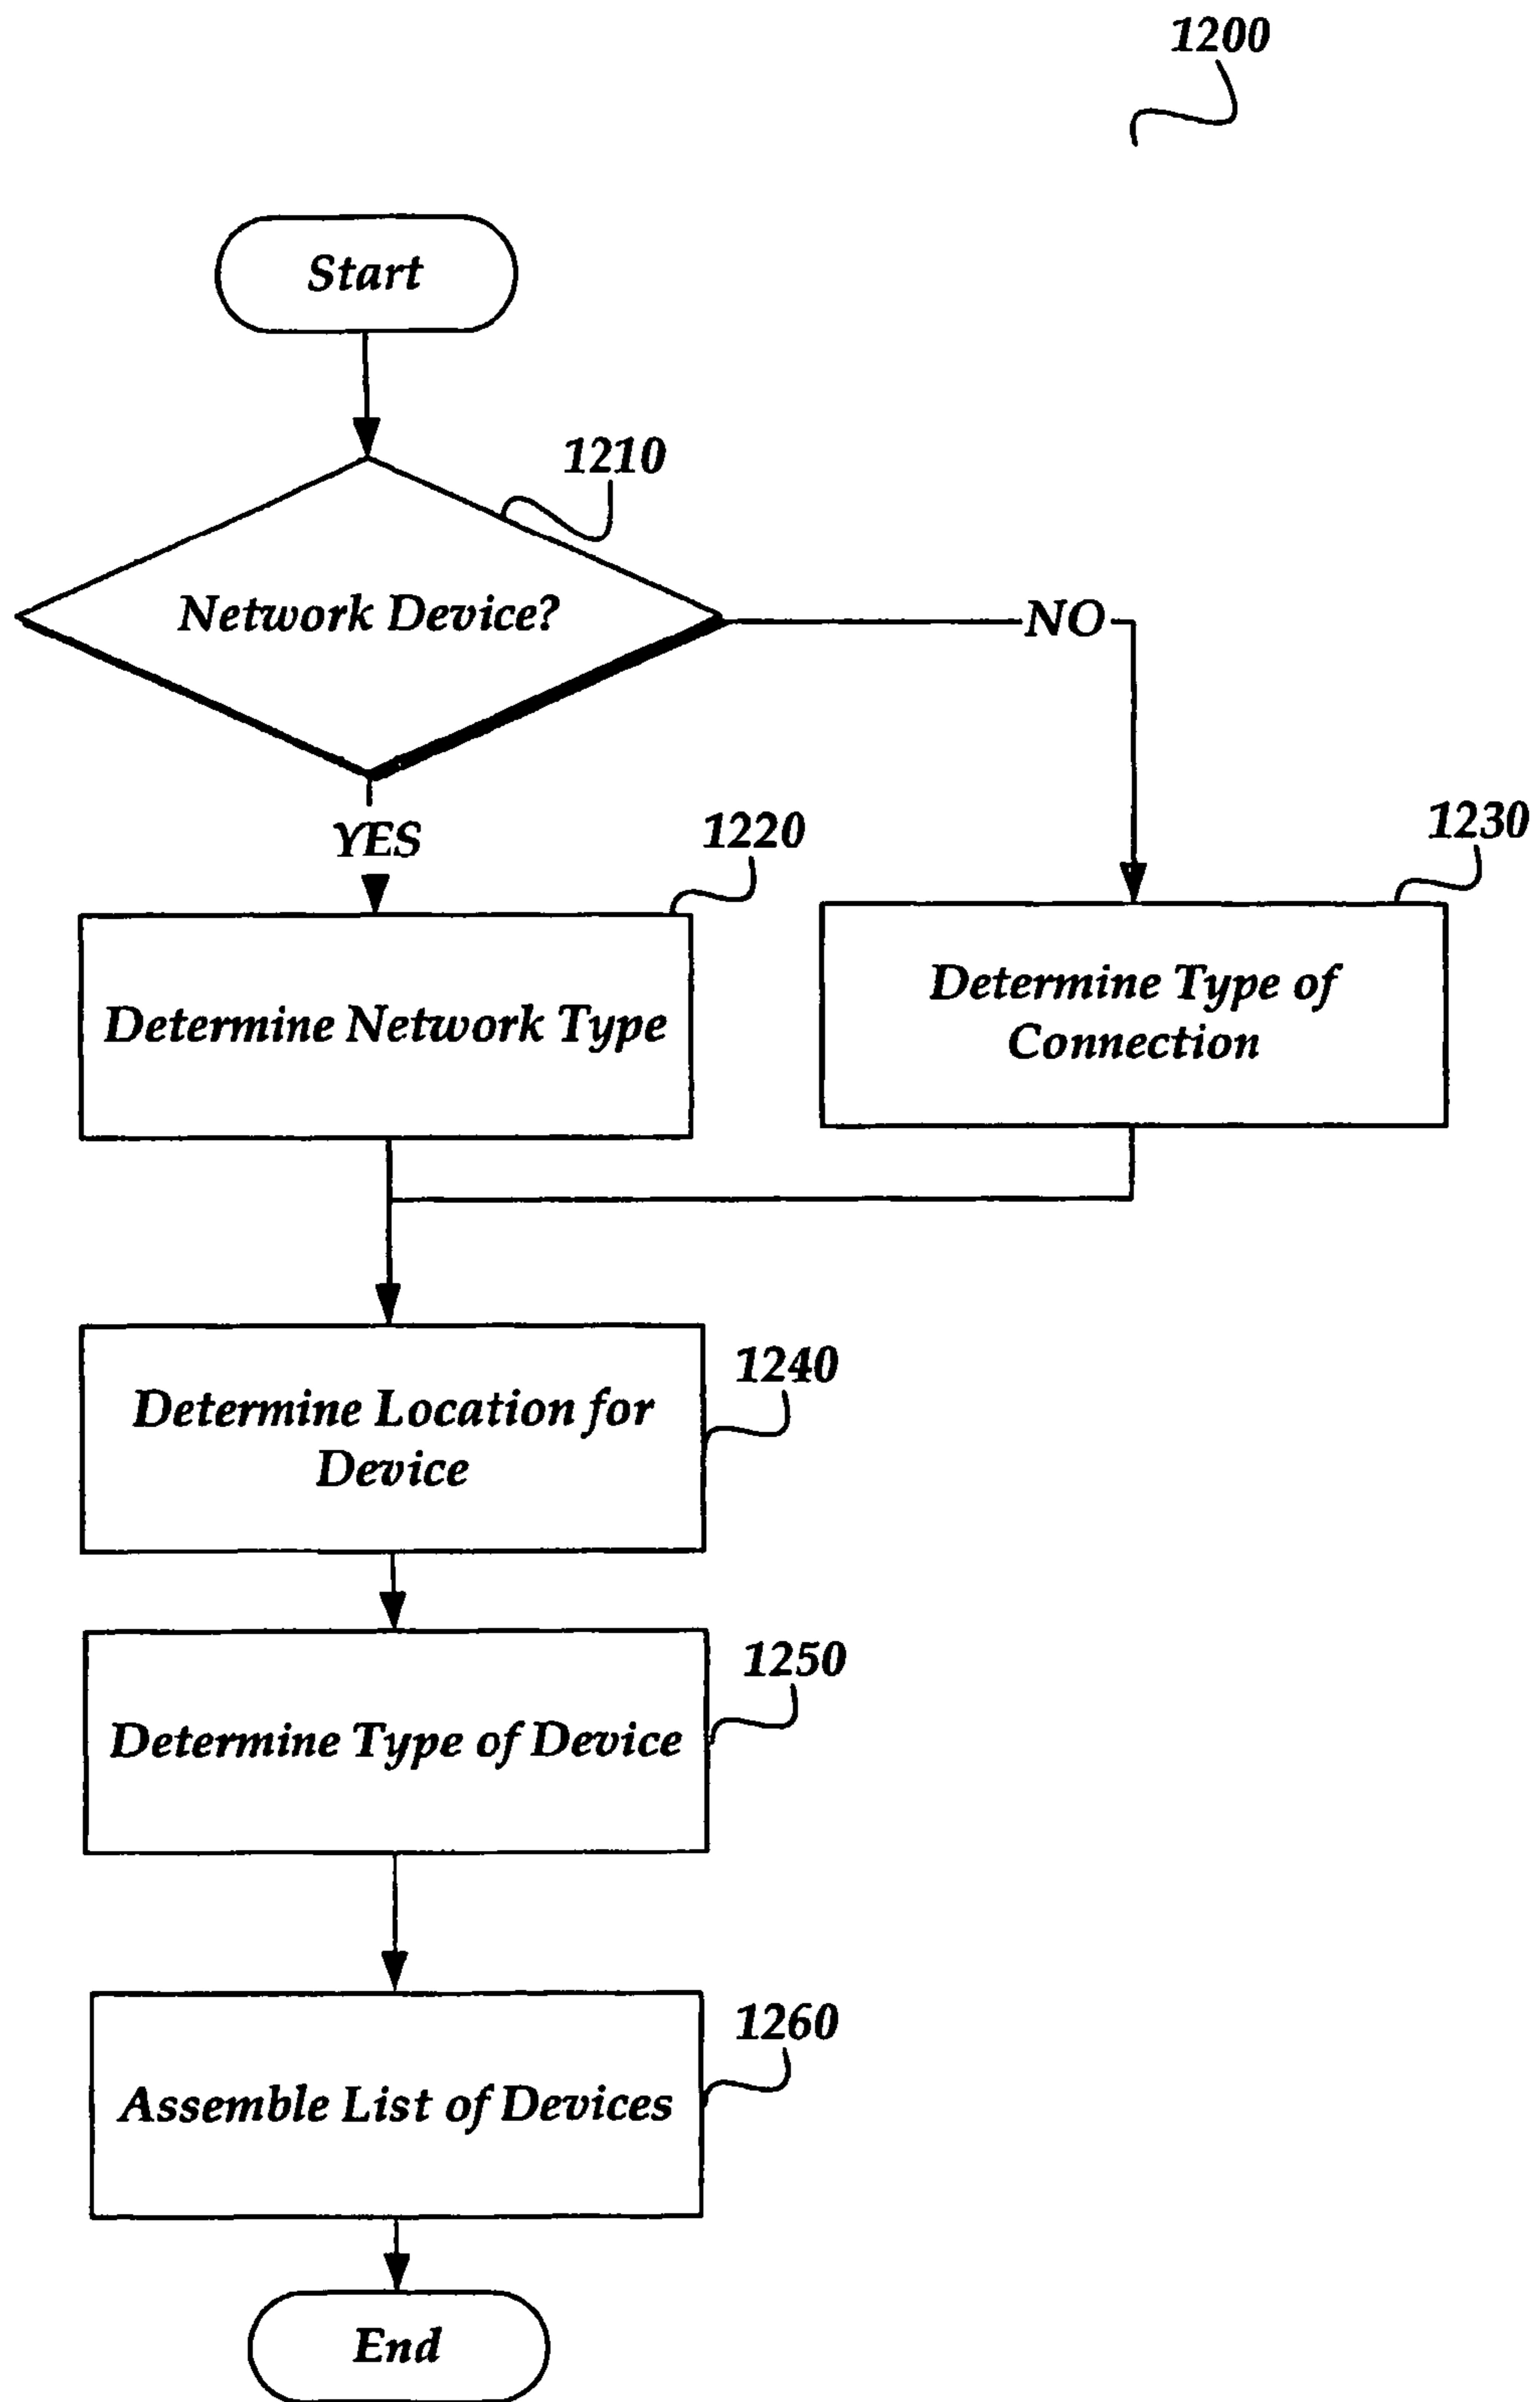 1200
Start
1210
Network Device?
NO
YES
1220
1230
Determine Network Type
Determine Type of
Connection
1240
Determine Location for
Device
1250
Determine Type of Device
1260
Assemble List of Devices
End